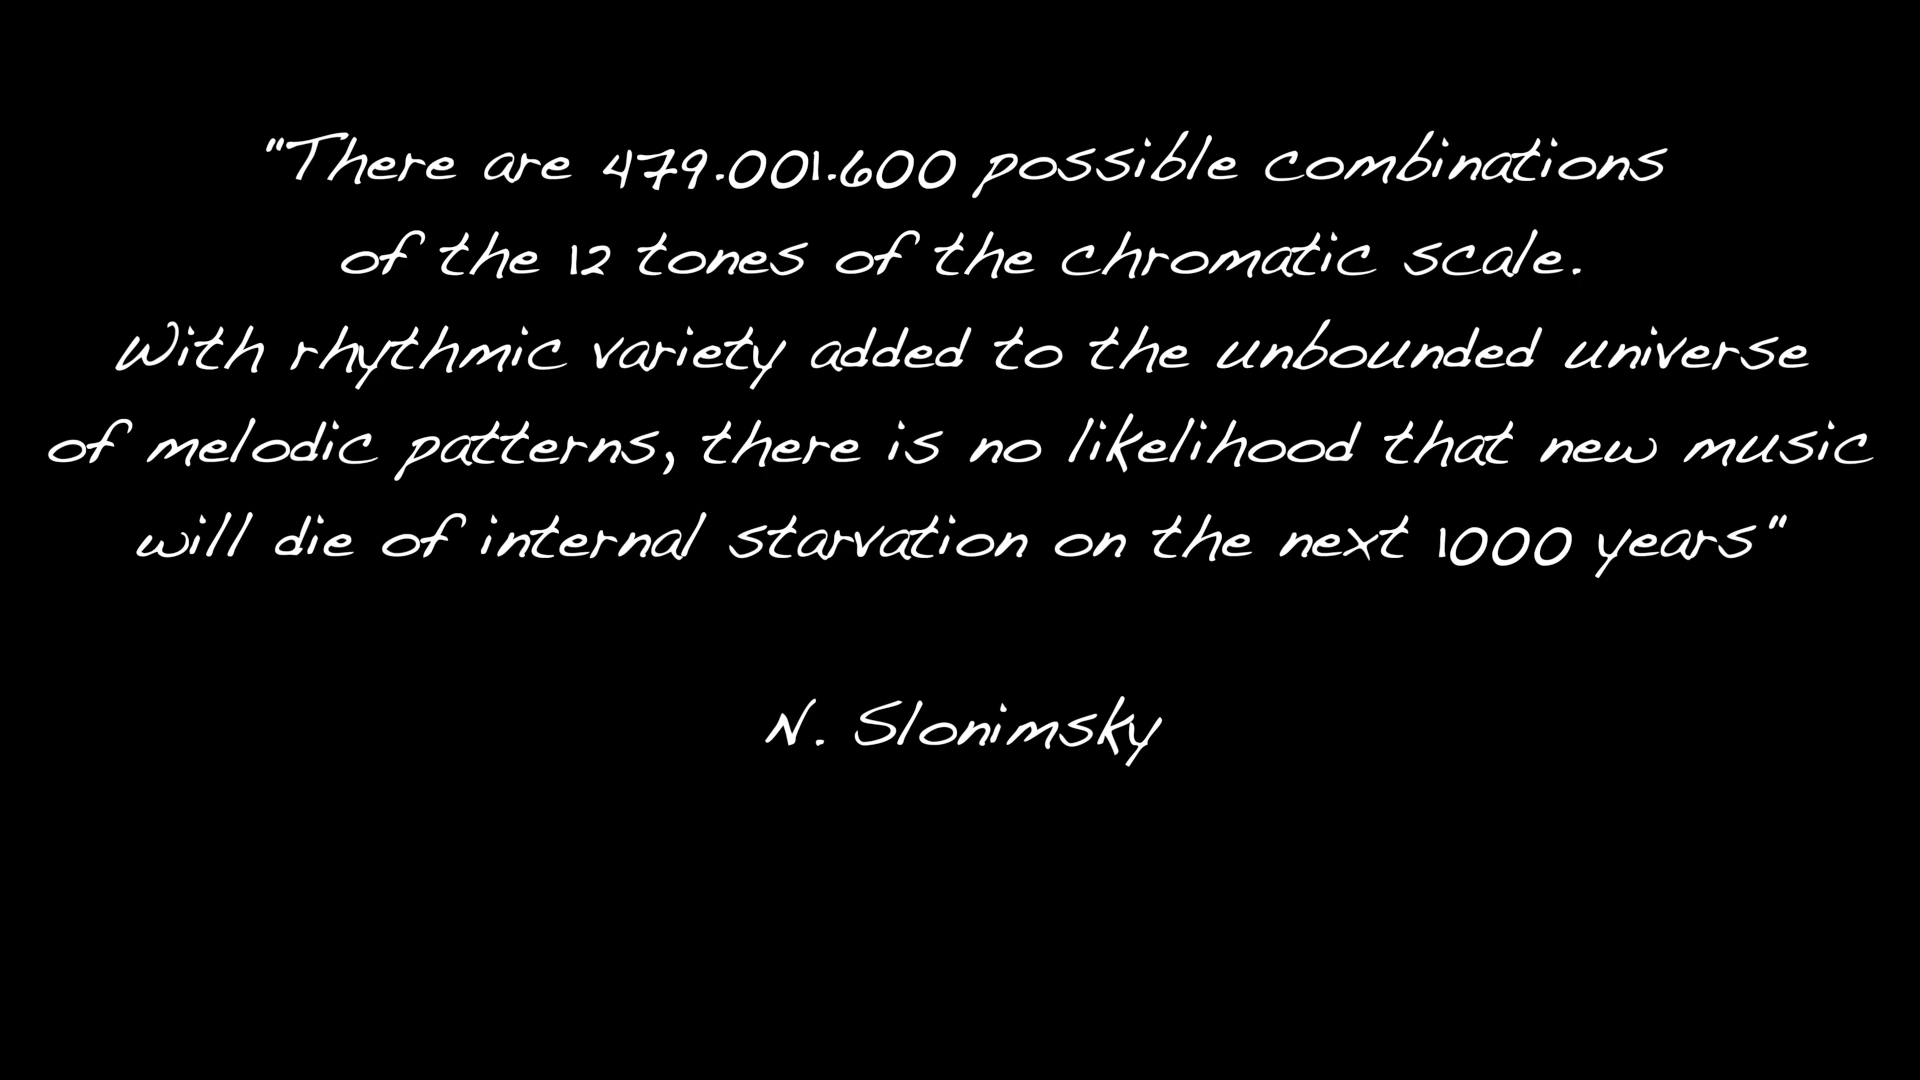 "There are 479.001.600 possible combinations
of the 12 tones of the chromatic scale.
With rhythmic variety added to the unbounded universe
of melodic patterns, there is no likelihood that new music
will die of internal starvation on the next 1000 years"
N. Slonimsky